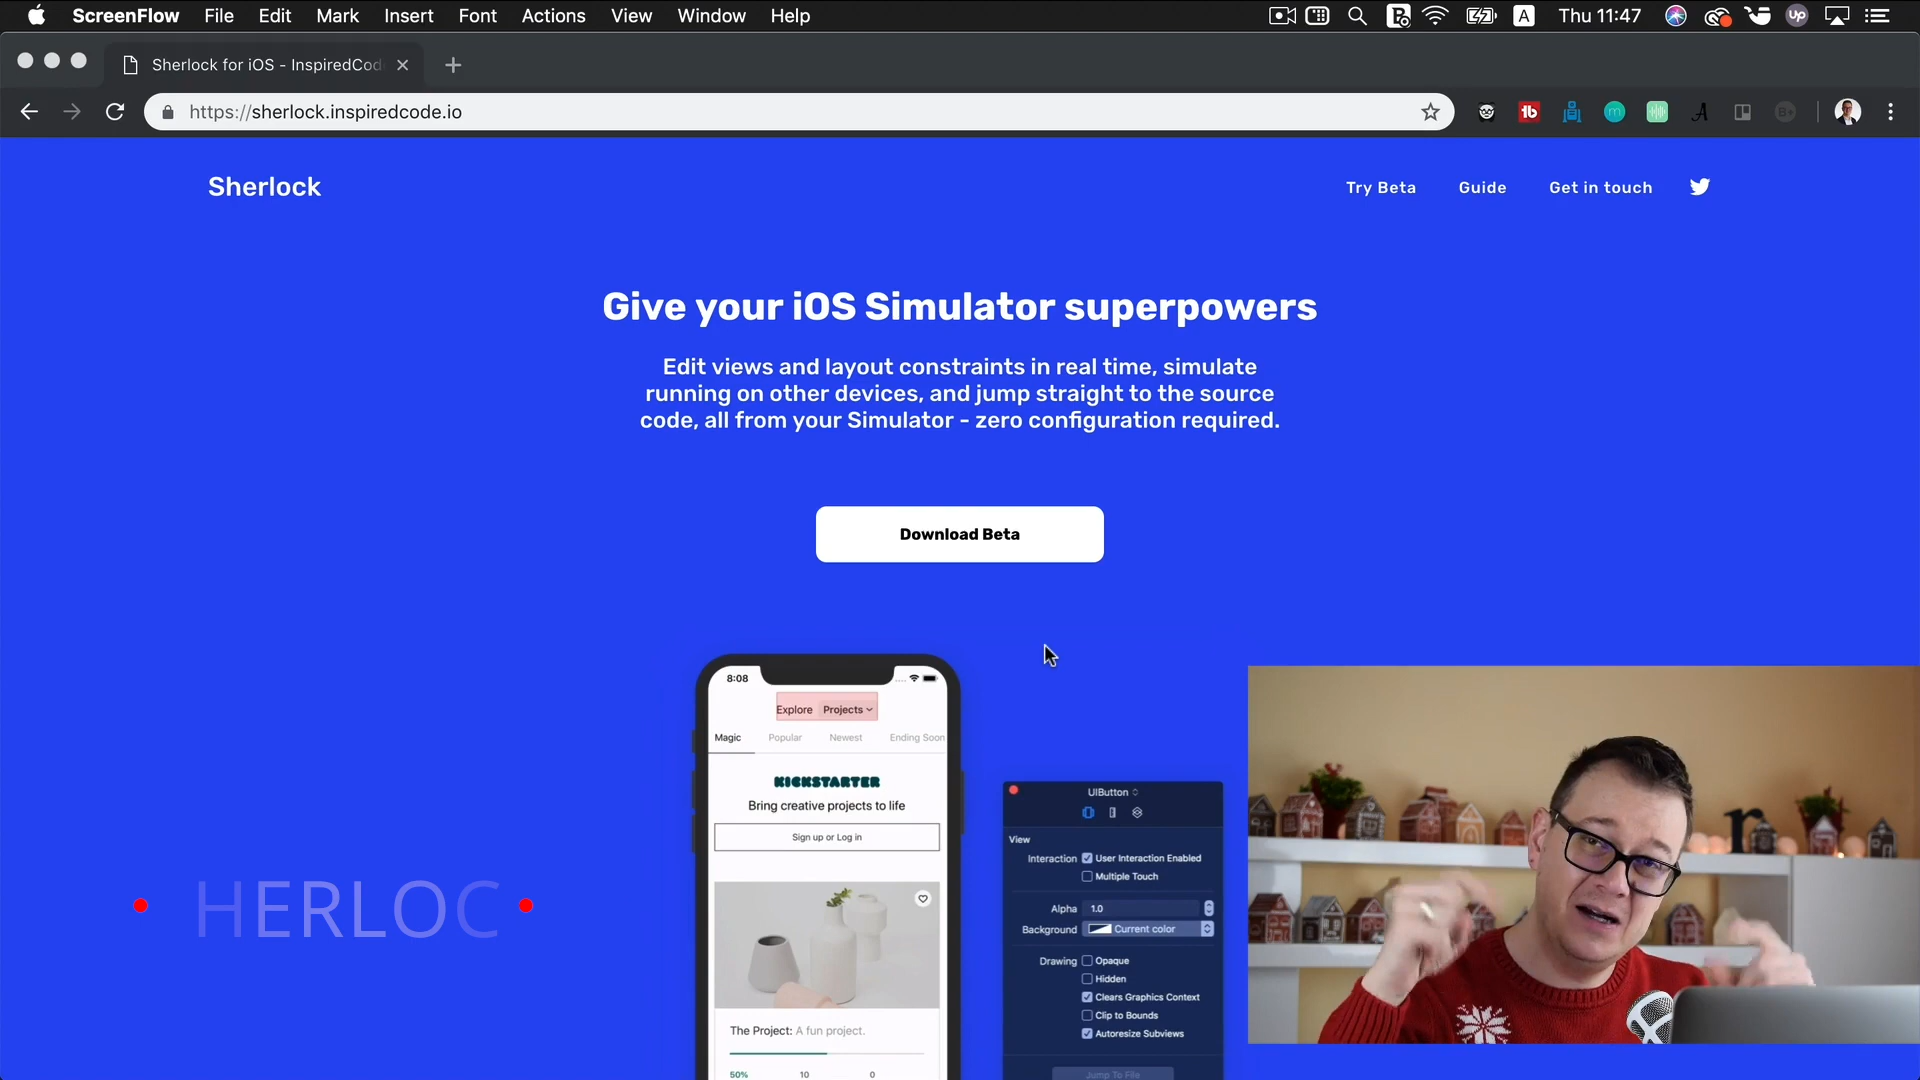 ScreenFlow File Edit Mark Insert Font Actions View Window Help
A Thu 11:47 Up
Sherlock for iOS - InspiredCod
https://sherlock.inspiredcode.io
tb m A B+
Sherlock
Try Beta Guide Get in touch
Give your iOS Simulator superpowers
Edit views and layout constraints in real time, simulate
running on other devices, and jump straight to the source
code, all from your Simulator - zero configuration required.
Download Beta
8:08
Explore Projects
Magic Popular Newest Ending Soon
KICKSTARTER
Bring creative projects to life
Sign up or Log in
The Project: A fun project.
50% 10 0
UIButton
View
Interaction User Interaction Enabled
Multiple Touch
Alpha 1.0
Background Current color
Drawing Opaque
Hidden
Clears Graphics Context
Clip to Bounds
Autoresize Subviews
Jump To File
HERLOC
r